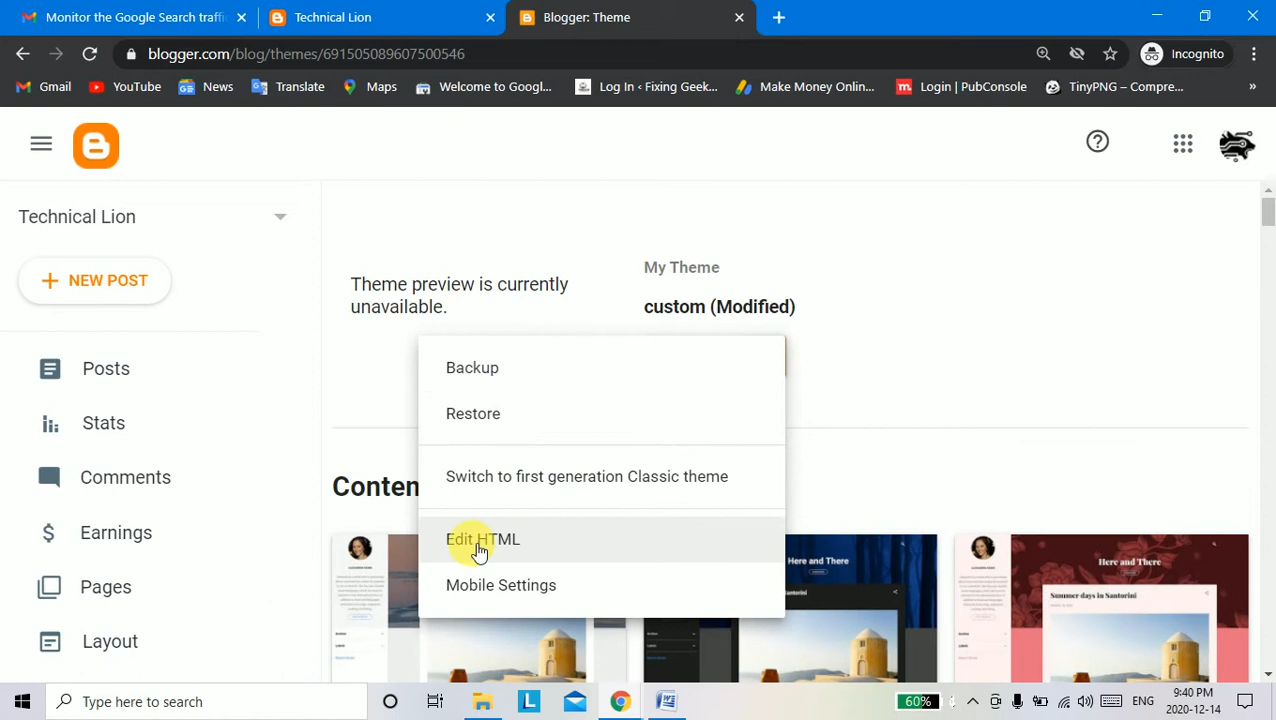 Monitor the Google Search traffi
Technical Lion
Blogger: Theme
blogger.com/blog/themes/691505089607500546
Incognito
Gmail
YouTube
News
Translate
Maps
Welcome to Googl...
Log In ‹ Fixing Geek...
Make Money Onlin...
Login | PubConsole
TinyPNG – Compre...
»
Technical Lion
NEW POST
Posts
Stats
Comments
Earnings
Pages
Layout
Theme preview is currently
unavailable.
My Theme
custom (Modified)
Backup
Restore
Switch to first generation Classic theme
Edit HTML
Mobile Settings
Conten
Here and There
Here and There
Summer days in Santorini
Type here to search
60%
ENG
9:40 PM
2020-12-14